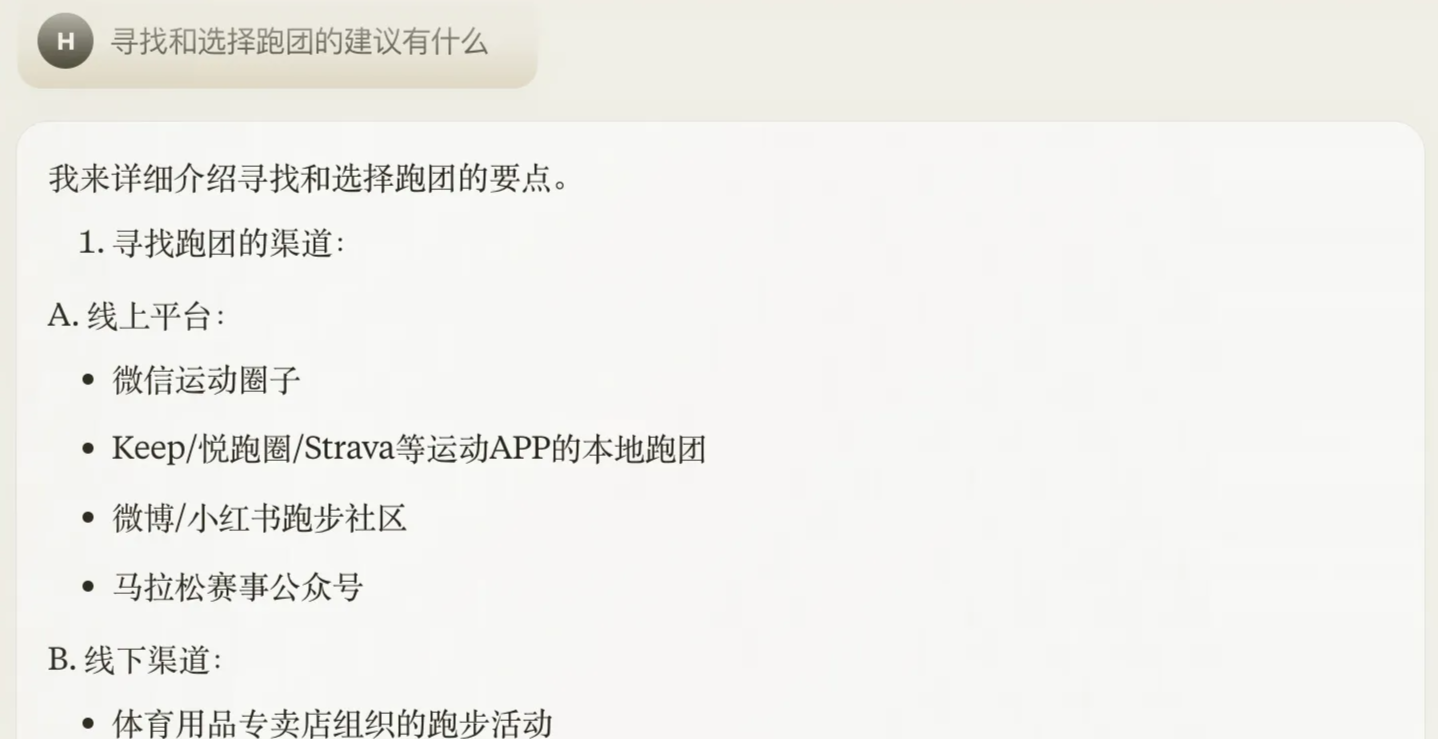 H 寻找和选择跑团的建议有什么
我来详细介绍寻找和选择跑团的要点。
1. 寻找跑团的渠道：
A. 线上平台：
• 微信运动圈子
• Keep/悦跑圈/Strava等运动APP的本地跑团
• 微博/小红书跑步社区
• 马拉松赛事公众号
B. 线下渠道：
• 体育用品专卖店组织的跑步活动